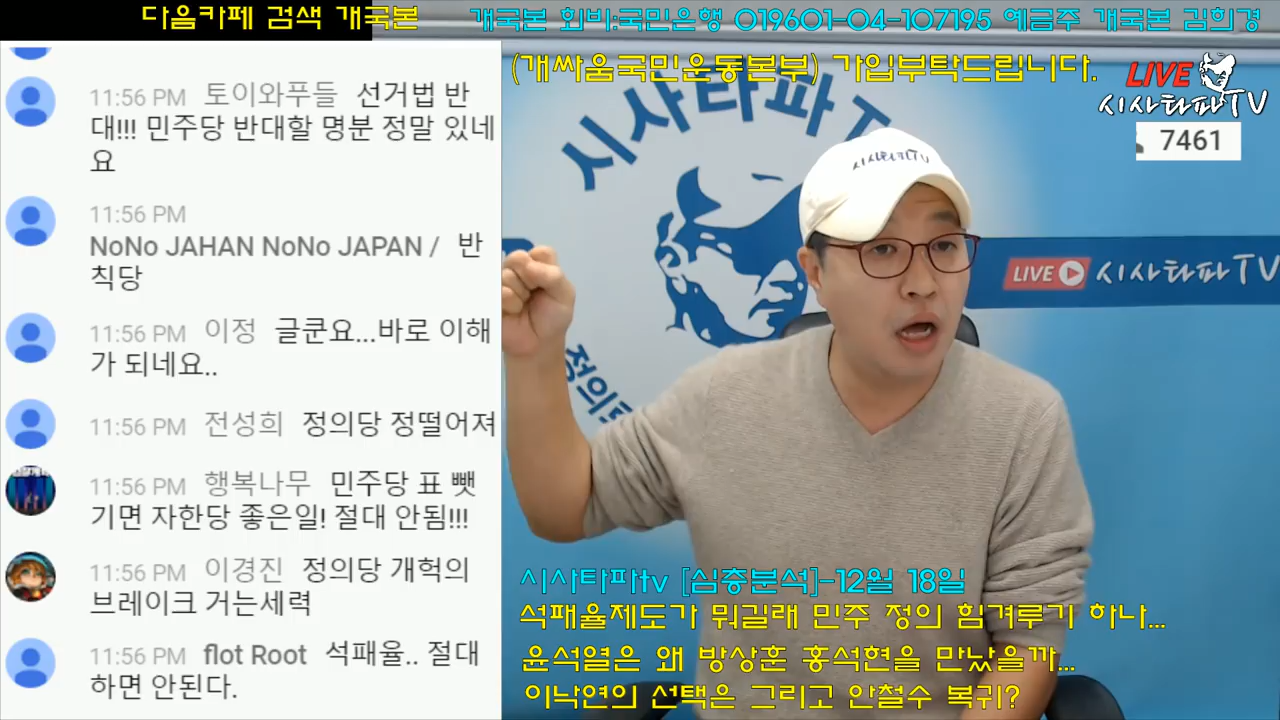 다음카페 검색 개국본
개국본 회비:국민은행 019601-04-107195 예금주 개국본 김희경
(개싸움국민운동본부) 가입부탁드립니다.
LIVE
시사타파TV
7461
11:56 PM 토이와푸들 선거법 반
대!!! 민주당 반대할 명분 정말 있네
요
11:56 PM
NoNo JAHAN NoNo JAPAN / 반
칙당
11:56 PM 이정 글쿤요...바로 이해
가 되네요..
11:56 PM 전성희 정의당 정떨어져
11:56 PM 행복나무 민주당 표 뺏
기면 자한당 좋은일! 절대 안됨!!!
11:56 PM 이경진 정의당 개혁의
브레이크 거는세력
11:56 PM flot Root 석패율.. 절대
하면 안된다.
시사타파TV
시사타파TV
LIVE 시사타파TV
정의
시사타파tv [심층분석]-12월 18일
석패율제도가 뭐길래 민주 정의 힘겨루기 하나...
윤석열은 왜 방상훈 홍석현을 만났을까...
이낙연의 선택은 그리고 안철수 복귀?